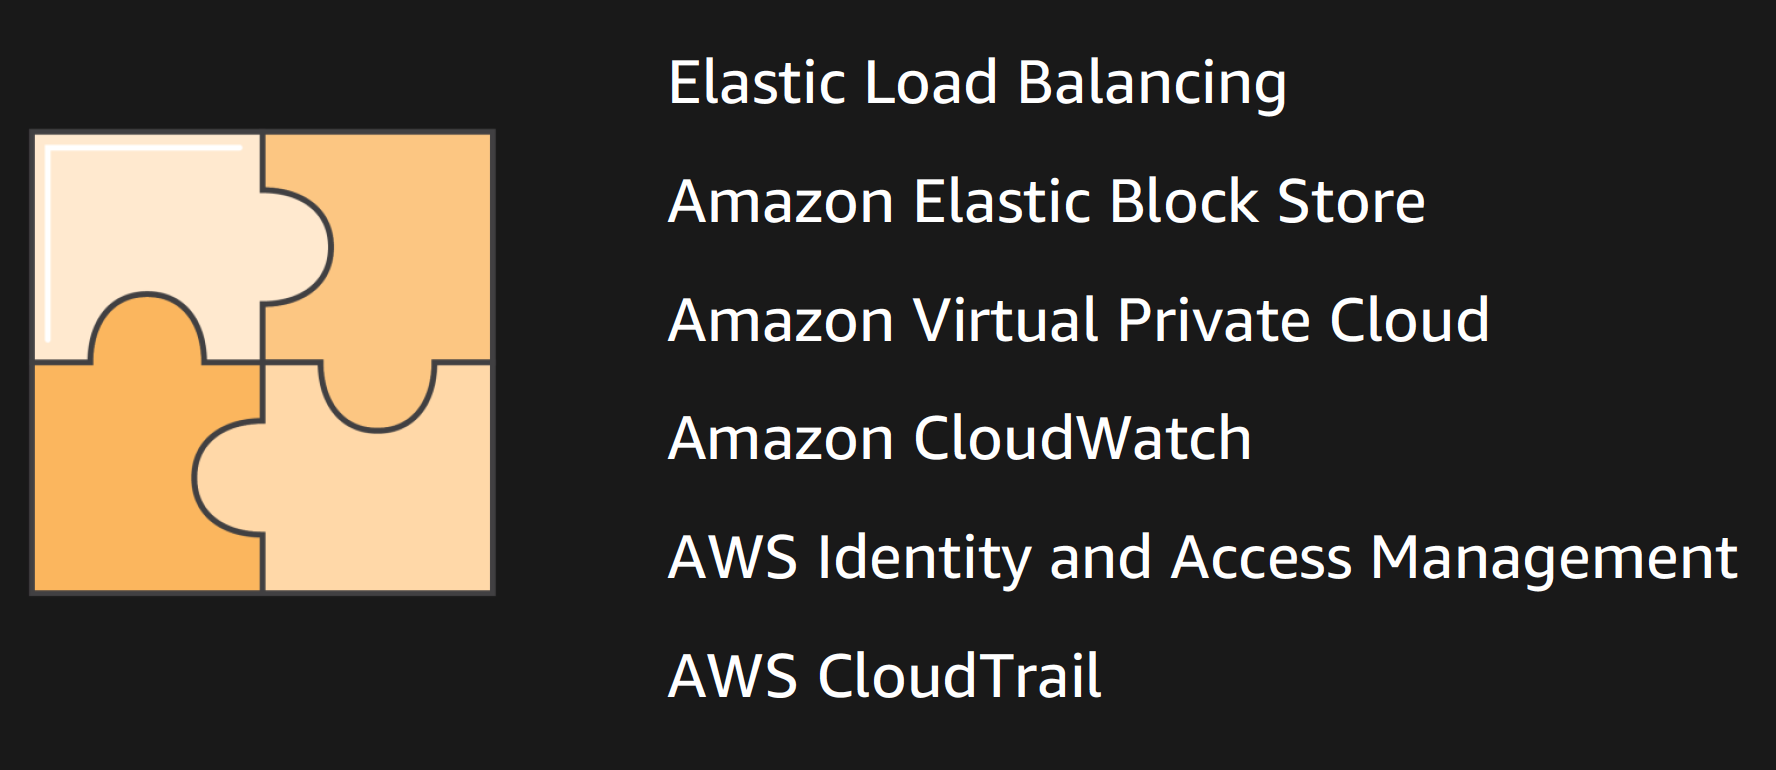 Elastic Load Balancing
Amazon Elastic Block Store
Amazon Virtual Private Cloud
Amazon CloudWatch
AWS Identity and Access Management
AWS CloudTrail